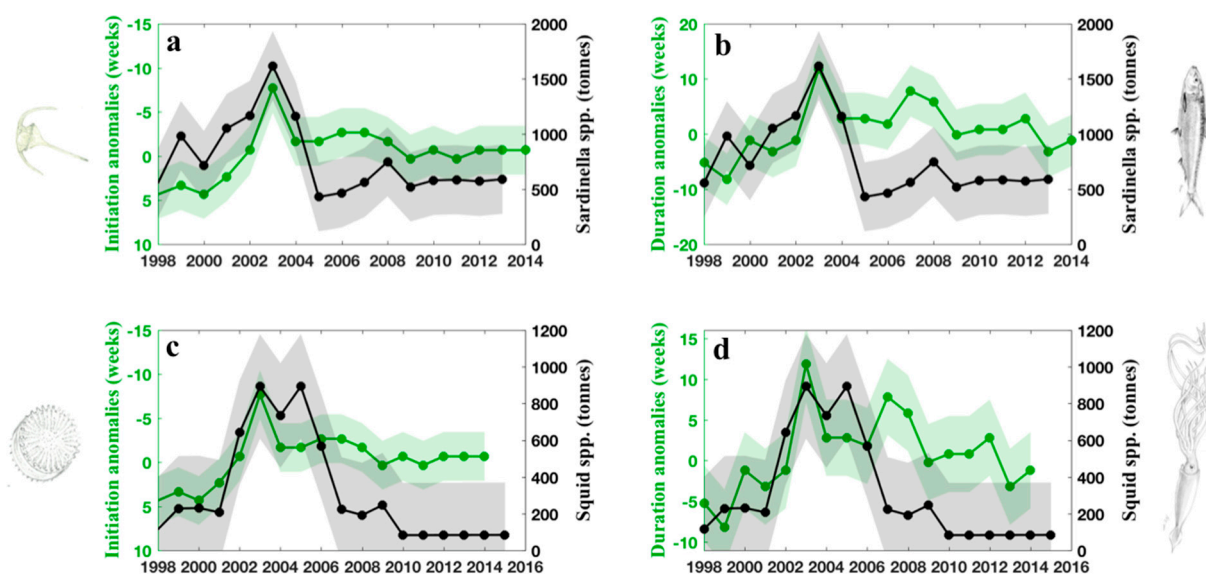 a
Initiation anomalies (weeks)
-15
-10
-5
0
5
10
Sardinella spp. (tonnes)
2000
1500
1000
500
0
1998 2000 2002 2004 2006 2008 2010 2012 2014
b
Duration anomalies (weeks)
20
10
0
-10
-20
Sardinella spp. (tonnes)
2000
1500
1000
500
0
1998 2000 2002 2004 2006 2008 2010 2012 2014
c
Initiation anomalies (weeks)
-15
-10
-5
0
5
10
Squid spp. (tonnes)
1200
1000
800
600
400
200
0
1998 2000 2002 2004 2006 2008 2010 2012 2014 2016
d
Duration anomalies (weeks)
15
10
5
0
-5
-10
Squid spp. (tonnes)
1200
1000
800
600
400
200
0
1998 2000 2002 2004 2006 2008 2010 2012 2014 2016